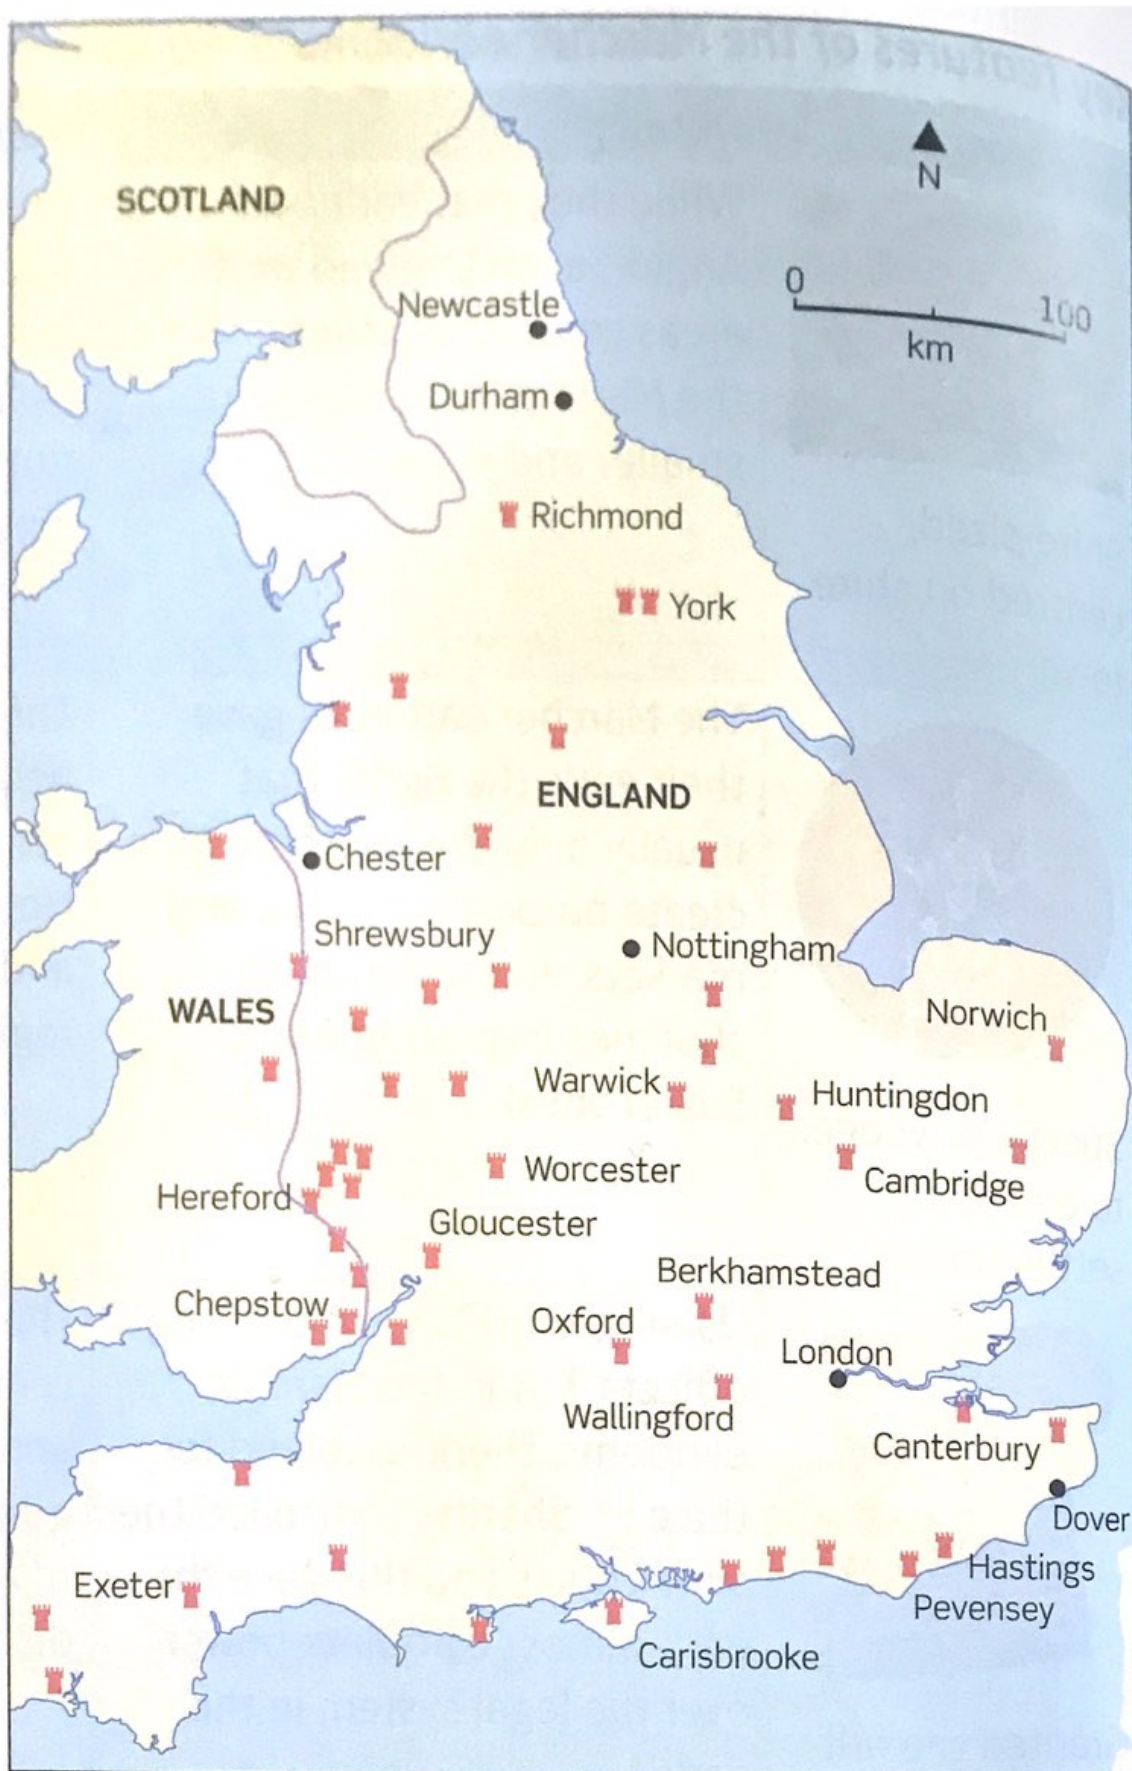 SCOTLAND
N
0
100
km
Newcastle
Durham
Richmond
York
ENGLAND
Chester
Shrewsbury
Nottingham
WALES
Norwich
Warwick
Huntingdon
Worcester
Cambridge
Hereford
Gloucester
Berkhamstead
Chepstow
Oxford
London
Wallingford
Canterbury
Dover
Exeter
Hastings
Pevensey
Carisbrooke